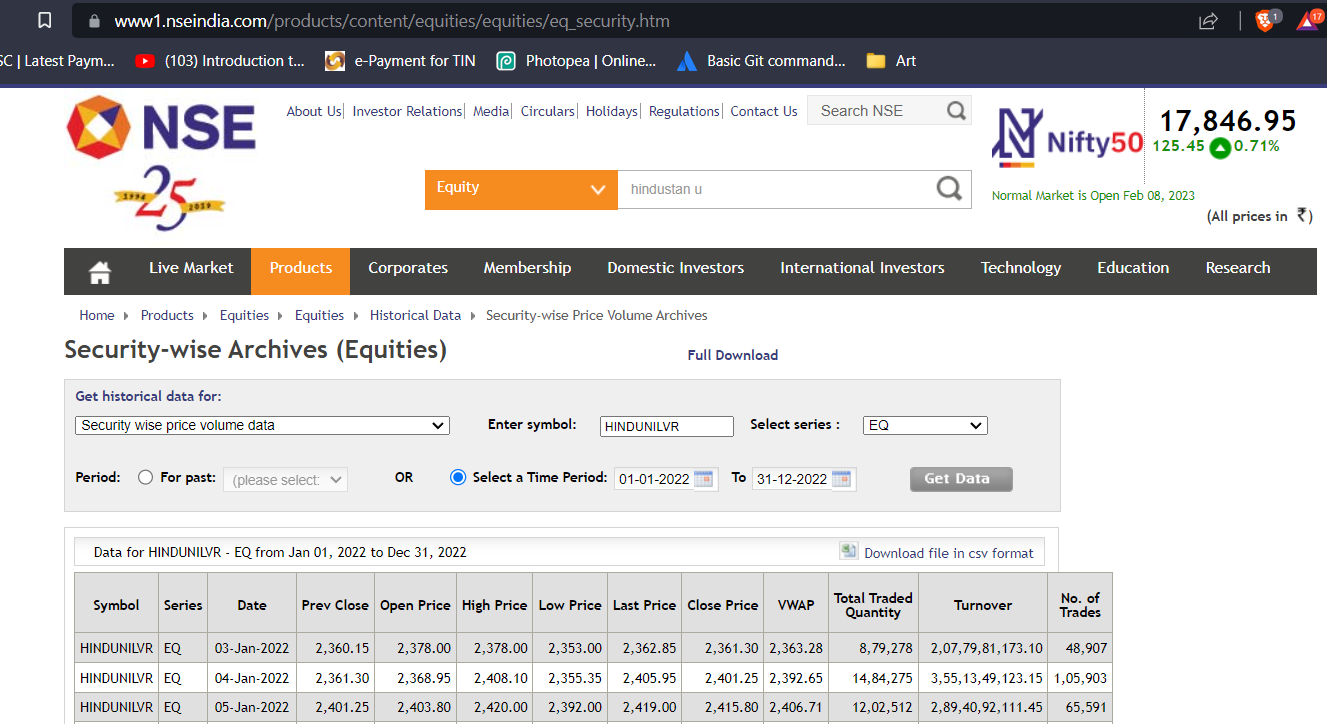 www1.nseindia.com/products/content/equities/equities/eq_security.htm
1 17
SC | Latest Paym... (103) Introduction t... e-Payment for TIN Photopea | Online... Basic Git command... Art
NSE
1994 25 2019
About Us Investor Relations Media Circulars Holidays Regulations Contact Us Search NSE
Nifty50
17,846.95
125.45 0.71%
Equity hindustan u
Normal Market is Open Feb 08, 2023
(All prices in ₹)
Live Market Products Corporates Membership Domestic Investors International Investors Technology Education Research
Home Products Equities Equities Historical Data Security-wise Price Volume Archives
Security-wise Archives (Equities) Full Download
Get historical data for:
Security wise price volume data Enter symbol: HINDUNILVR Select series : EQ
Period: For past: (please select: OR Select a Time Period: 01-01-2022 To 31-12-2022 Get Data
Data for HINDUNILVR - EQ from Jan 01, 2022 to Dec 31, 2022 Download file in csv format
Symbol Series Date Prev Close Open Price High Price Low Price Last Price Close Price VWAP Total Traded Quantity Turnover No. of Trades
HINDUNILVR EQ 03-Jan-2022 2,360.15 2,378.00 2,378.00 2,353.00 2,362.85 2,361.30 2,363.28 8,79,278 2,07,79,81,173.10 48,907
HINDUNILVR EQ 04-Jan-2022 2,361.30 2,368.95 2,408.10 2,355.35 2,405.95 2,401.25 2,392.65 14,84,275 3,55,13,49,123.15 1,05,903
HINDUNILVR EQ 05-Jan-2022 2,401.25 2,403.80 2,420.00 2,392.00 2,419.00 2,415.80 2,406.71 12,02,512 2,89,40,92,111.45 65,591